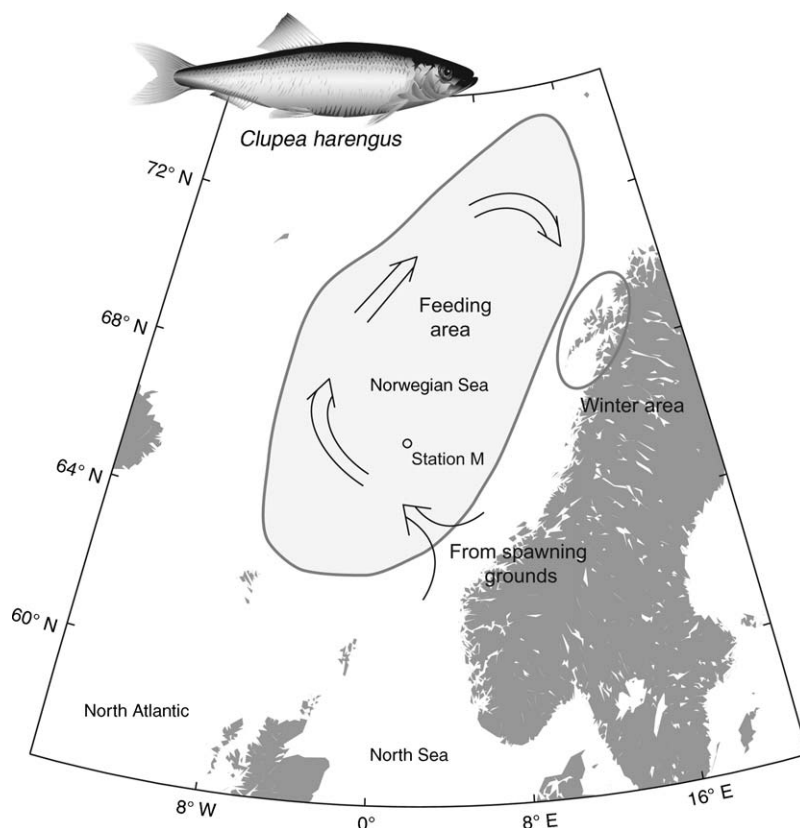 Clupea harengus
72° N
68° N
Feeding
area
Norwegian Sea
Winter area
Station M
64° N
From spawning
grounds
60° N
North Atlantic
North Sea
8° W
0°
8° E
16° E